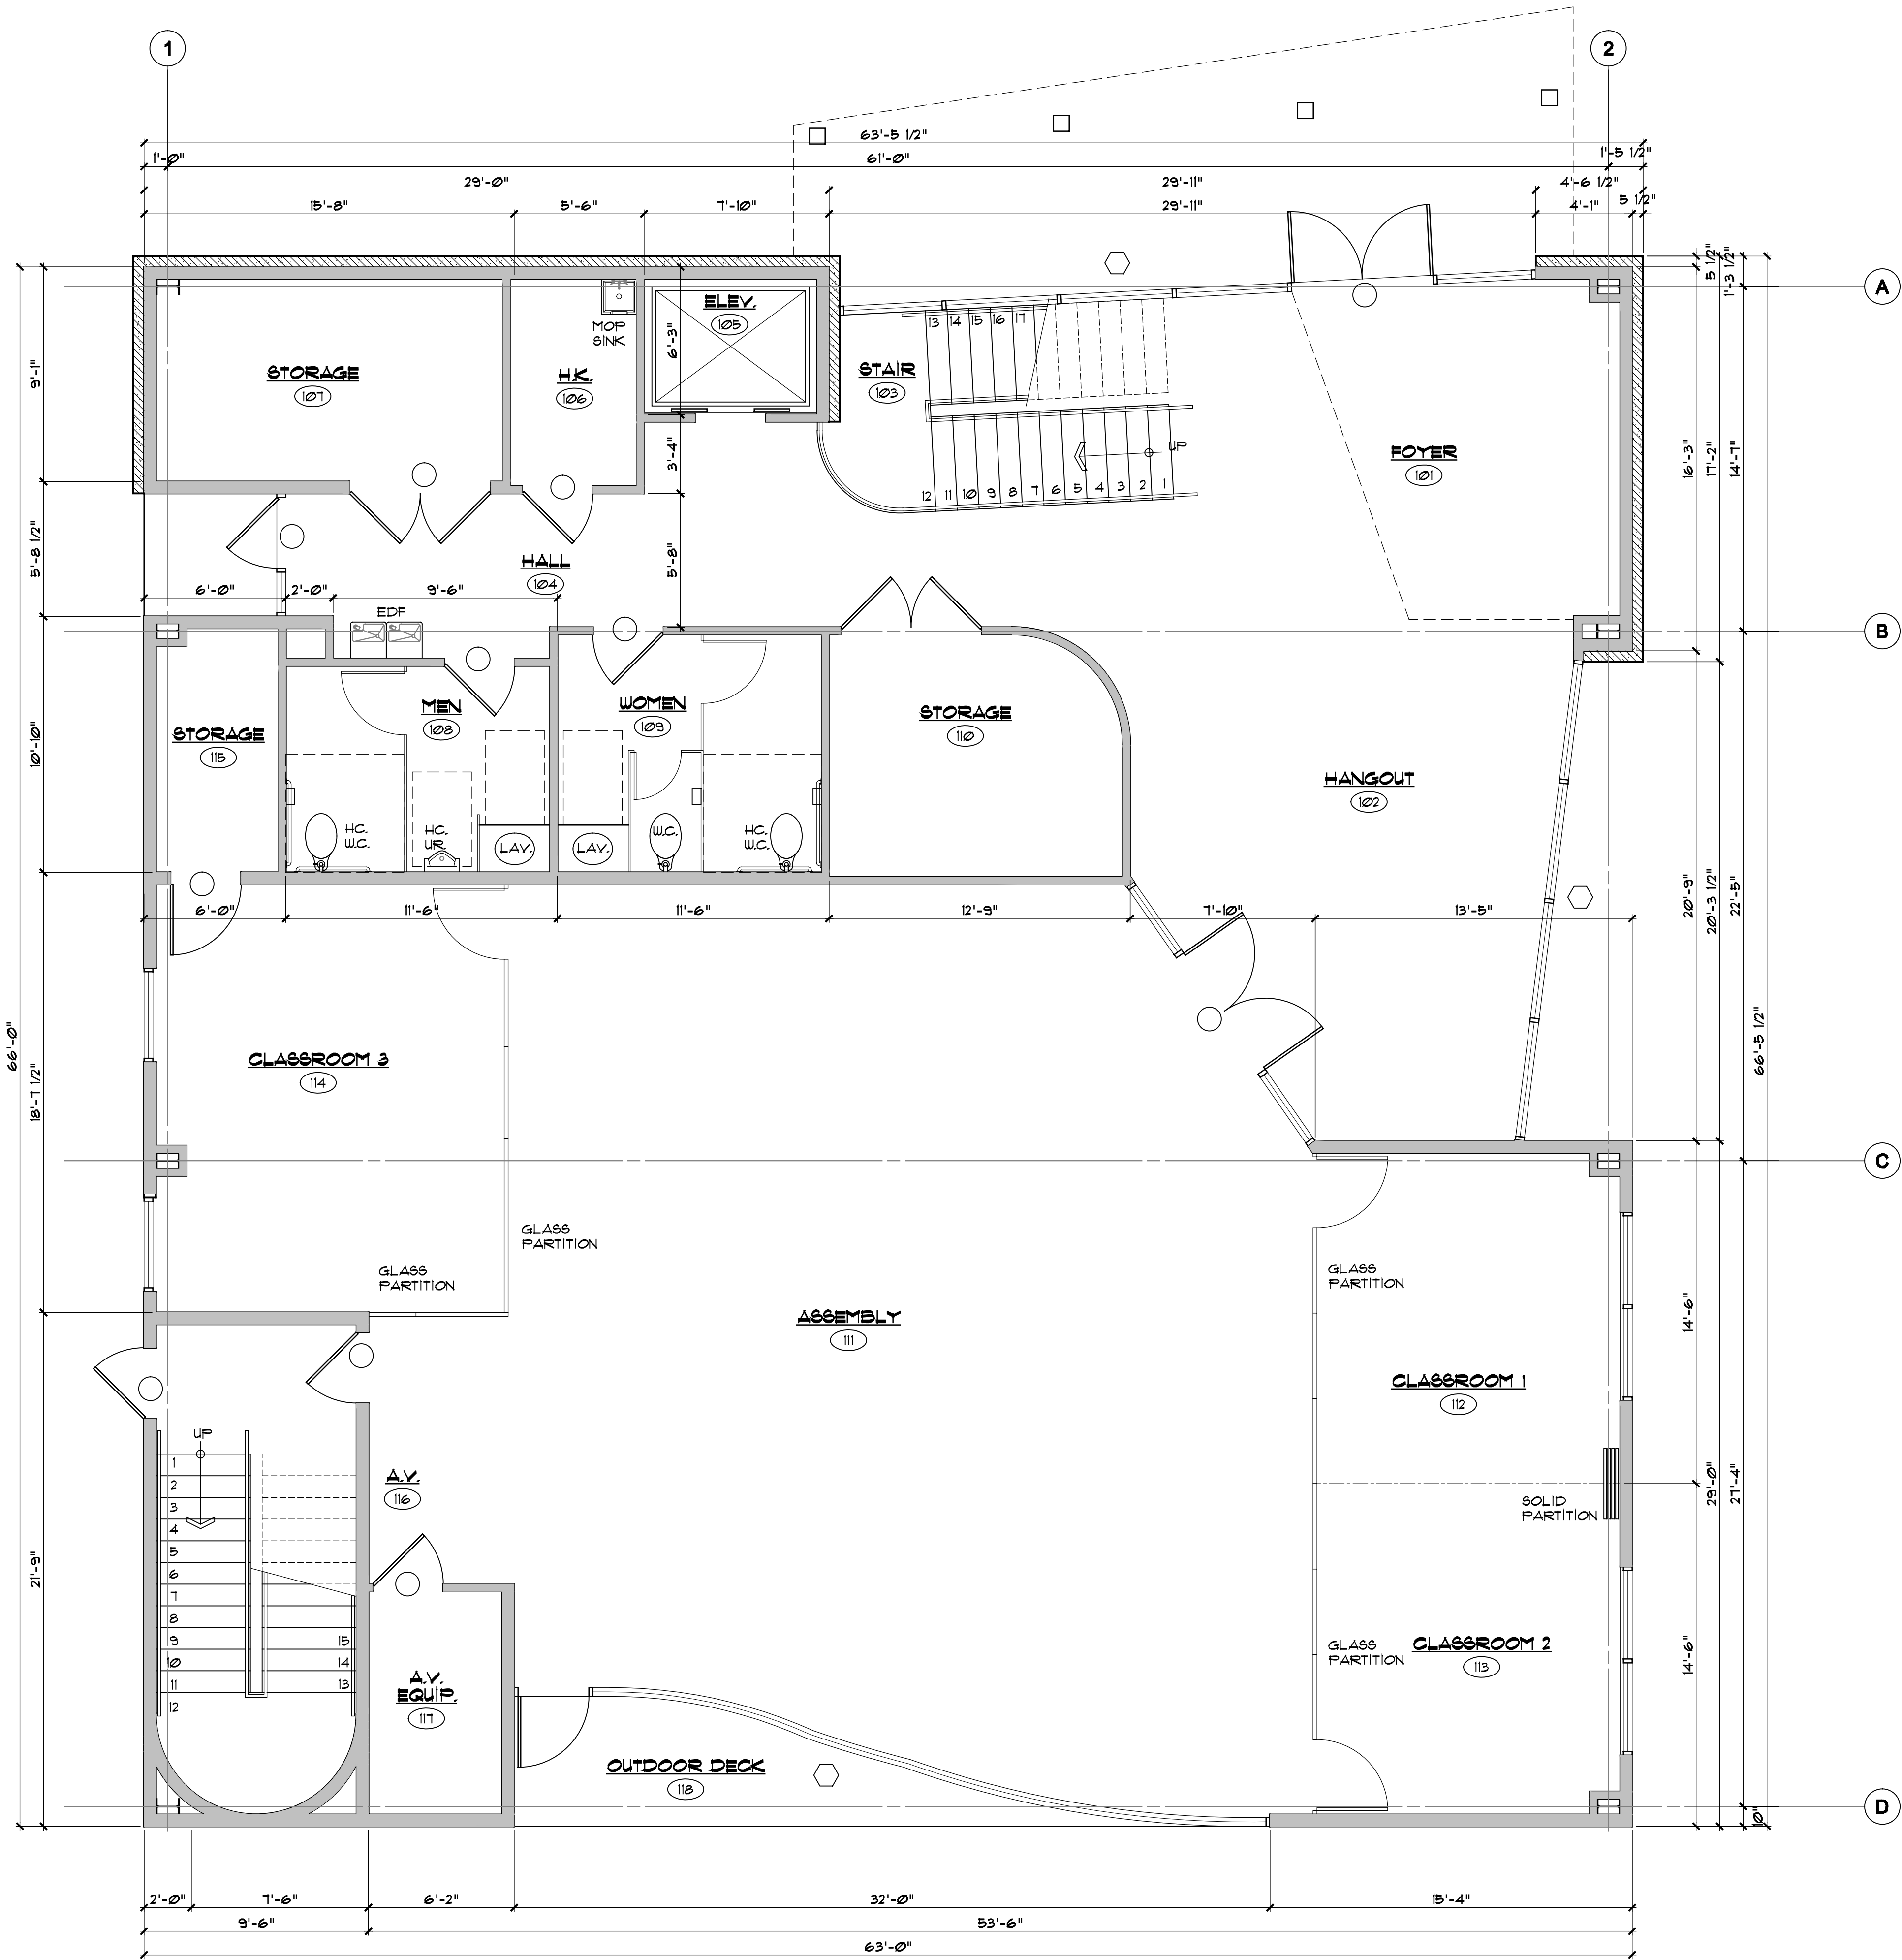 1
2
63'-5 1/2"
1'-0"
61'-0"
1'-5 1/2"
29'-0"
29'-11"
4'-6 1/2"
15'-8"
5'-6"
7'-10"
29'-11"
4'-1"
5 1/2"
5 1/2"
1'-3 1/2"
A
ELEV.
105
MOP
SINK
6'-3"
13
14
15
16
17
STORAGE
107
H.K.
106
STAIR
103
9'-1"
3'-4"
UP
FOYER
101
16'-3"
17'-2"
14'-7"
12
11
10
9
8
7
6
5
4
3
2
1
5'-8 1/2"
HALL
104
5'-8"
6'-0"
2'-0"
9'-6"
EDF
B
STORAGE
115
MEN
108
WOMEN
109
STORAGE
110
10'-10"
HANGOUT
102
HC.
W.C.
HC.
UR.
LAV.
LAV.
W.C.
HC.
W.C.
6'-0"
11'-6"
11'-6"
12'-9"
7'-10"
13'-5"
20'-9"
20'-3 1/2"
22'-5"
66'-0"
66'-5 1/2"
CLASSROOM 3
114
18'-7 1/2"
C
GLASS
PARTITION
GLASS
PARTITION
GLASS
PARTITION
ASSEMBLY
111
14'-6"
CLASSROOM 1
112
UP
A.V.
116
29'-0"
27'-4"
SOLID
PARTITION
1
2
3
4
5
6
7
8
9
10
11
12
15
14
13
21'-9"
GLASS
PARTITION
CLASSROOM 2
113
14'-6"
A.V.
EQUIP.
117
OUTDOOR DECK
118
D
10"
2'-0"
7'-6"
6'-2"
32'-0"
15'-4"
9'-6"
53'-6"
63'-0"